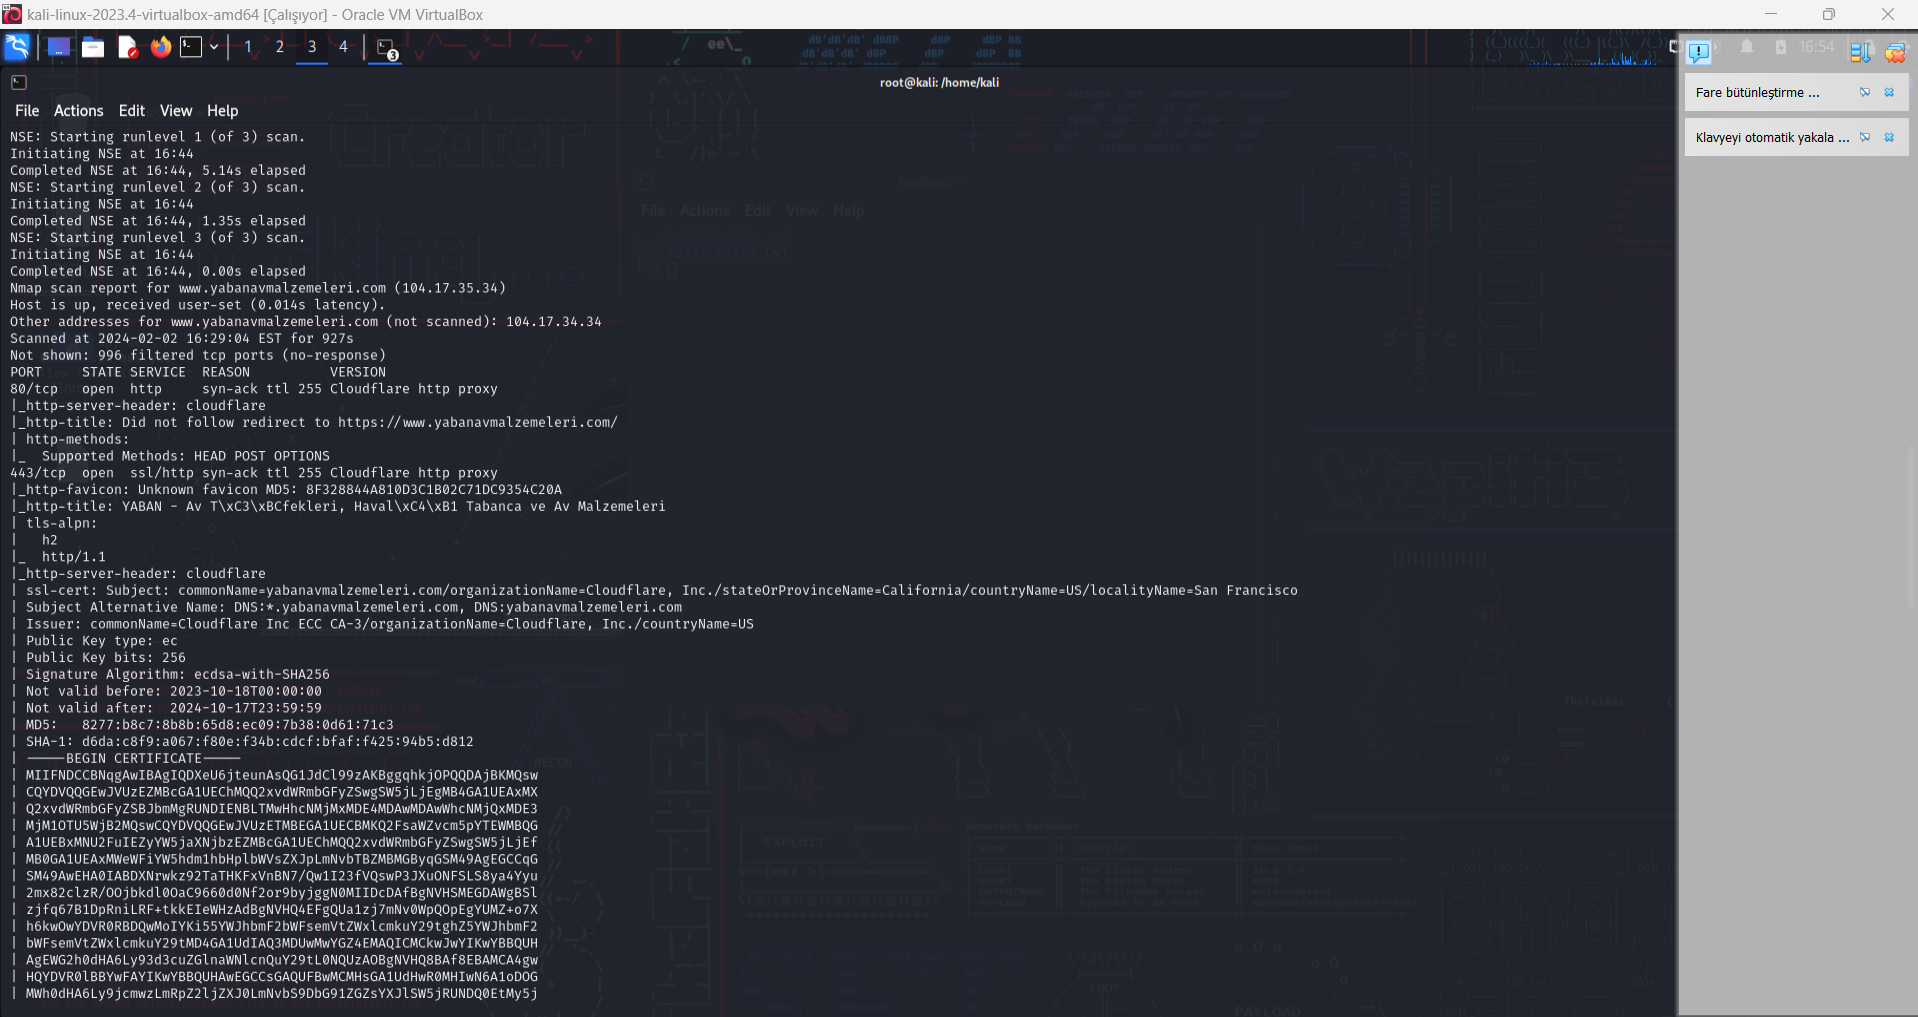 kali-linux-2023.4-virtualbox-amd64 [Çalışıyor] - Oracle VM VirtualBox
1 2 3 4 3
16:54
root@kali: /home/kali
File Actions Edit View Help
Fare bütünleştirme ...
Klavyeyi otomatik yakala ...
NSE: Starting runlevel 1 (of 3) scan.
Initiating NSE at 16:44
Completed NSE at 16:44, 5.14s elapsed
NSE: Starting runlevel 2 (of 3) scan.
Initiating NSE at 16:44
Completed NSE at 16:44, 1.35s elapsed
NSE: Starting runlevel 3 (of 3) scan.
Initiating NSE at 16:44
Completed NSE at 16:44, 0.00s elapsed
Nmap scan report for www.yabanavmalzemeleri.com (104.17.35.34)
Host is up, received user-set (0.014s latency).
Other addresses for www.yabanavmalzemeleri.com (not scanned): 104.17.34.34
Scanned at 2024-02-02 16:29:04 EST for 927s
Not shown: 996 filtered tcp ports (no-response)
PORT STATE SERVICE REASON VERSION
80/tcp open http syn-ack ttl 255 Cloudflare http proxy
|_http-server-header: cloudflare
|_http-title: Did not follow redirect to https://www.yabanavmalzemeleri.com/
| http-methods:
|_ Supported Methods: HEAD POST OPTIONS
443/tcp open ssl/http syn-ack ttl 255 Cloudflare http proxy
|_http-favicon: Unknown favicon MD5: 8F328844A810D3C1B02C71DC9354C20A
|_http-title: YABAN - Av T\xC3\xBCfekleri, Haval\xC4\xB1 Tabanca ve Av Malzemeleri
| tls-alpn:
| h2
|_ http/1.1
|_http-server-header: cloudflare
| ssl-cert: Subject: commonName=yabanavmalzemeleri.com/organizationName=Cloudflare, Inc./stateOrProvinceName=California/countryName=US/localityName=San Francisco
| Subject Alternative Name: DNS:*.yabanavmalzemeleri.com, DNS:yabanavmalzemeleri.com
| Issuer: commonName=Cloudflare Inc ECC CA-3/organizationName=Cloudflare, Inc./countryName=US
| Public Key type: ec
| Public Key bits: 256
| Signature Algorithm: ecdsa-with-SHA256
| Not valid before: 2023-10-18T00:00:00
| Not valid after: 2024-10-17T23:59:59
| MD5: 8277:b8c7:8b8b:65d8:ec09:7b38:0d61:71c3
| SHA-1: d6da:c8f9:a067:f80e:f34b:cdcf:bfaf:f425:94b5:d812
| -----BEGIN CERTIFICATE-----
| MIIFNDCCBNqgAwIBAgIQDXeU6jteunAsQG1JdCl99zAKBggqhkjOPQQDAjBKMQsw
| CQYDVQQGEwJVUzEZMBcGA1UEChMQQ2xvdWRmbGFyZSwgSW5jLjEgMB4GA1UEAxMX
| Q2xvdWRmbGFyZSBJbmMgRUNDIENBLTMwHhcNMjMxMDE4MDAwMDAwWhcNMjQxMDE3
| MjM1OTU5WjB2MQswCQYDVQQGEwJVUzETMBEGA1UECBMKQ2FsaWZvcm5pYTEWMBQG
| A1UEBxMNU2FuIEZyYW5jaXNjbzEZMBcGA1UEChMQQ2xvdWRmbGFyZSwgSW5jLjEf
| MB0GA1UEAxMWeWFiYW5hdm1hbHplbWVsZXJpLmNvbTBZMBMGByqGSM49AgEGCCqG
| SM49AwEHA0IABDXNrwkz92TaTHKFxVnBN7/Qw1I23fVQswP3JXuONFSLS8ya4Yyu
| 2mx82clzR/OOjbkdl0OaC9660d0Nf2or9byjggN0MIIDcDAfBgNVHSMEGDAWgBSl
| zjfq67B1DpRniLRF+tkkEIeWHzAdBgNVHQ4EFgQUa1zj7mNv0WpQOpEgYUMZ+o7X
| h6kwOwYDVR0RBDQwMoIYKi55YWJhbmF2bWFsemVtZWxlcmkuY29tghZ5YWJhbmF2
| bWFsemVtZWxlcmkuY29tMD4GA1UdIAQ3MDUwMwYGZ4EMAQICMCkwJwYIKwYBBQUH
| AgEWG2h0dHA6Ly93d3cuZGlnaWNlcnQuY29tL0NQUzAOBgNVHQ8BAf8EBAMCA4gw
| HQYDVR0lBBYwFAYIKwYBBQUHAwEGCCsGAQUFBwMCMHsGA1UdHwR0MHIwN6A1oDOG
| MWh0dHA6Ly9jcmwzLmRpZ2ljZXJ0LmNvbS9DbG91ZGZsYXJlSW5jRUNDQ0EtMy5j